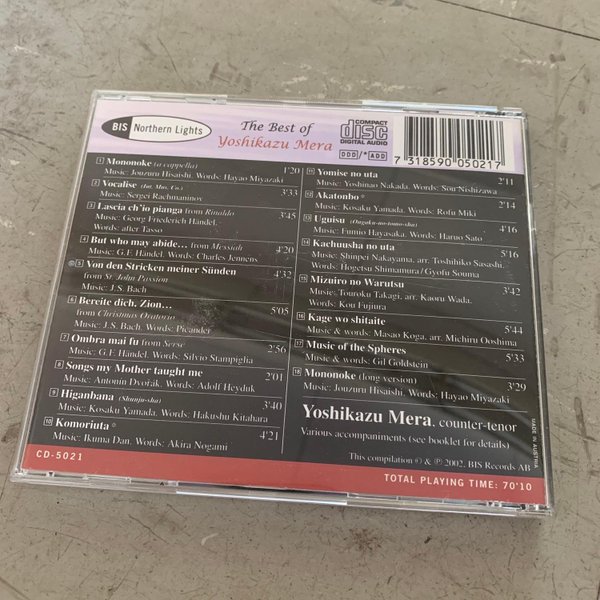 BIS Northern Lights
The Best of
Yoshikazu Mera
COMPACT
disc
DIGITAL AUDIO
DDD /* ADD
7 318590 050217
1 Mononoke (a cappella) 1'20
Music: Jouzuru Hisaishi. Words: Hayao Miyazaki
2 Vocalise (Int. Mus. Co.) 3'33
Music: Sergei Rachmaninov
3 Lascia ch'io pianga from Rinaldo 3'45
Music: Georg Friederich Händel.
words: after Tasso
4 But who may abide... from Messiah 4'20
Music: G.F. Händel. Words: Charles Jennens
5 Von den Stricken meiner Sünden 4'32
from St. John Passion
Music: J.S. Bach
6 Bereite dich, Zion... 5'05
from Christmas Oratorio
Music: J.S. Bach. Words: Picander
7 Ombra mai fu from Serse 2'56
Music: G.F. Händel. Words: Silvio Stampiglia
8 Songs my Mother taught me 2'01
Music: Antonín Dvořák. Words: Adolf Heyduk
9 Higanbana (Shunju-sha) 3'40
Music: Kosaku Yamada. Words: Hakushu Kitahara
10 Komoriuta* 4'21
Music: Ikuma Dan. Words: Akira Nogami
11 Yomise no uta 2'11
Music: Yoshinao Nakada. Words: Sou Nishizawa
12 Akatonbo* 2'14
Music: Kosaku Yamada. Words: Rofu Miki
13 Uguisu (Ongaku-no-tomo-sha) 4'16
Music: Fumio Hayasaka. Words: Haruo Sato
14 Kachuusha no uta 5'16
Music: Shinpei Nakayama, arr. Toshihiko Sasashi.
Words: Hogetsu Shimamura / Gyofu Souma
15 Mizuiro no Warutsu 3'42
Music: Touroku Takagi, arr. Kaoru Wada.
Words: Kou Fujiura
16 Kage wo shitaite 5'44
Music & words: Masao Koga, arr. Michiru Ooshima
17 Music of the Spheres 5'33
Music & words: Gil Goldstein
18 Mononoke (long version) 3'29
Music: Jouzuru Hisaishi. Words: Hayao Miyazaki
Yoshikazu Mera, counter-tenor
Various accompaniments (see booklet for details)
This compilation © & ℗ 2002, BIS Records AB
MADE IN AUSTRIA
CD-5021
TOTAL PLAYING TIME: 70'10